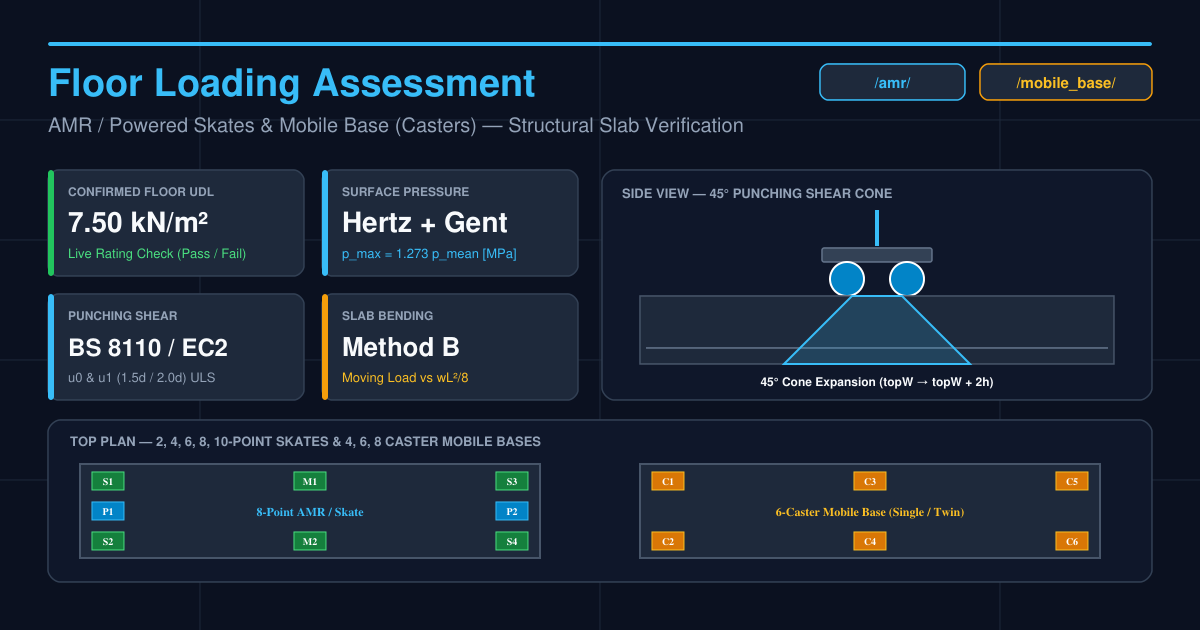 Floor Loading Assessment
/amr/
/mobile_base/
AMR / Powered Skates & Mobile Base (Casters) — Structural Slab Verification
CONFIRMED FLOOR UDL
7.50 kN/m²
Live Rating Check (Pass / Fail)
SURFACE PRESSURE
Hertz + Gent
p_max = 1.273 p_mean [MPa]
PUNCHING SHEAR
BS 8110 / EC2
u0 & u1 (1.5d / 2.0d) ULS
SLAB BENDING
Method B
Moving Load vs wL²/8
SIDE VIEW — 45° PUNCHING SHEAR CONE
45° Cone Expansion (topW → topW + 2h)
TOP PLAN — 2, 4, 6, 8, 10-POINT SKATES & 4, 6, 8 CASTER MOBILE BASES
S1 M1 S3
P1 8-Point AMR / Skate P2
S2 M2 S4
C1 C3 C5
6-Caster Mobile Base (Single / Twin)
C2 C4 C6